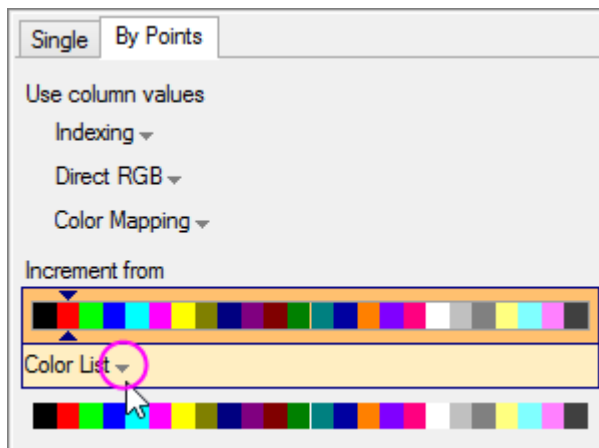 Single By Points
Use column values
Indexing
Direct RGB
Color Mapping
Increment from
Color List